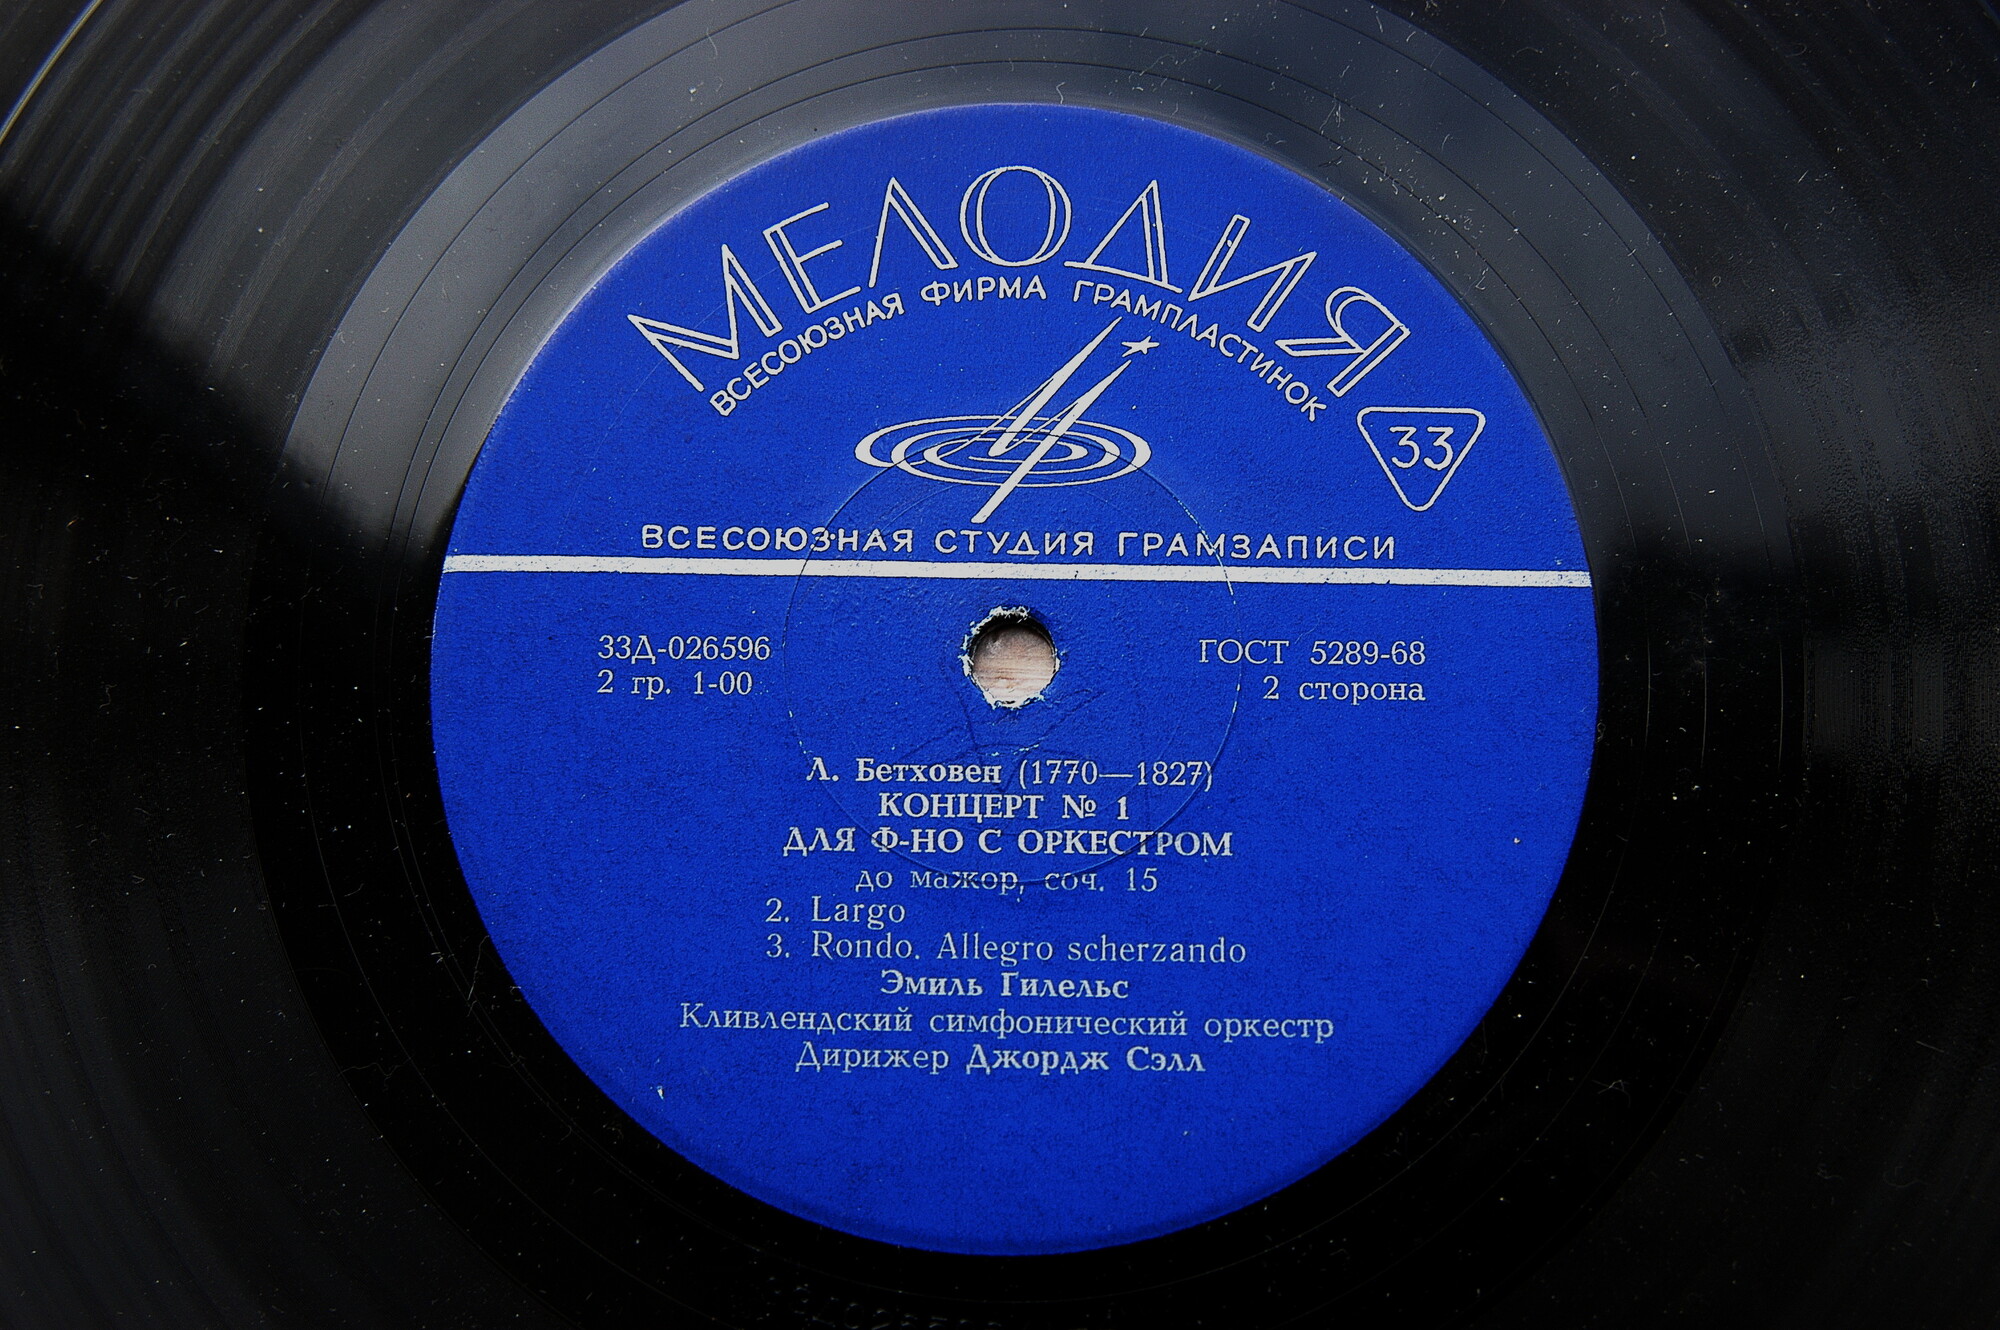 МЕЛОДИЯ
ВСЕСОЮЗНАЯ ФИРМА ГРАМПЛАСТИНОК
33
ВСЕСОЮЗНАЯ СТУДИЯ ГРАМЗАПИСИ
33Д-026596
2 гр. 1-00
ГОСТ 5289-68
2 сторона
Л. Бетховен (1770—1827)
КОНЦЕРТ № 1
ДЛЯ Ф-НО С ОРКЕСТРОМ
до мажор, соч. 15
2. Largo
3. Rondo. Allegro scherzando
Эмиль Гилельс
Кливлендский симфонический оркестр
Дирижер Джордж Сэлл